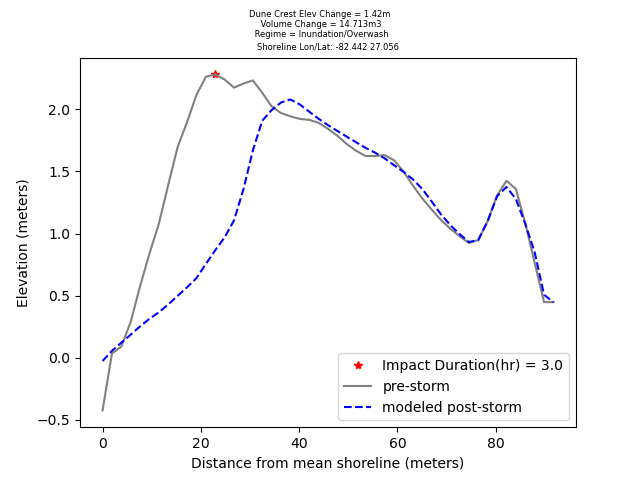 Dune Crest Elev Change = 1.42m
Volume Change = 14.713m3
Regime = Inundation/Overwash
Shoreline Lon/Lat: -82.442 27.056
Elevation (meters)
2.0
1.5
1.0
0.5
0.0
−0.5
Impact Duration(hr) = 3.0
pre-storm
modeled post-storm
0 20 40 60 80
Distance from mean shoreline (meters)